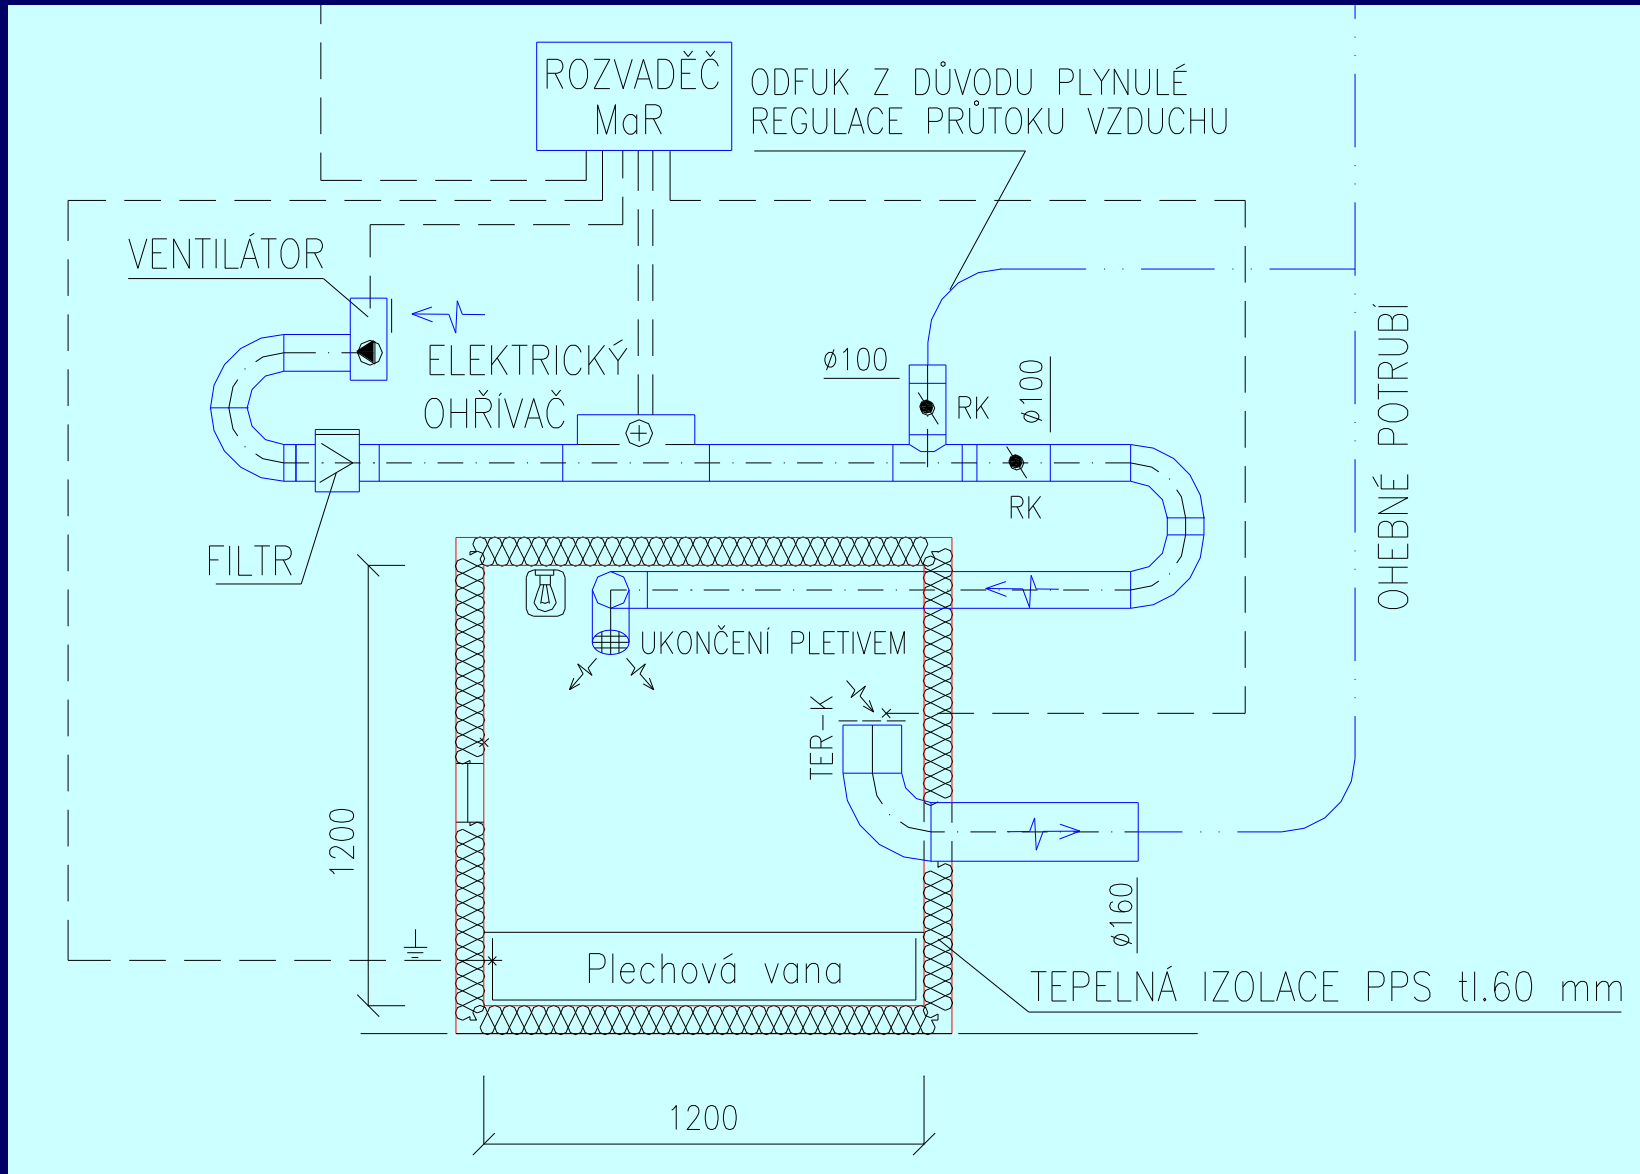 ROZVADĚČ
MaR
ODFUK Z DŮVODU PLYNULÉ
REGULACE PRŮTOKU VZDUCHU
VENTILÁTOR
ELEKTRICKÝ
OHŘÍVAČ
ø100
RK
ø100
RK
OHEBNÉ POTRUBÍ
FILTR
UKONČENÍ PLETIVEM
TER-K
1200
ø160
Plechová vana
TEPELNÁ IZOLACE PPS tl.60 mm
1200